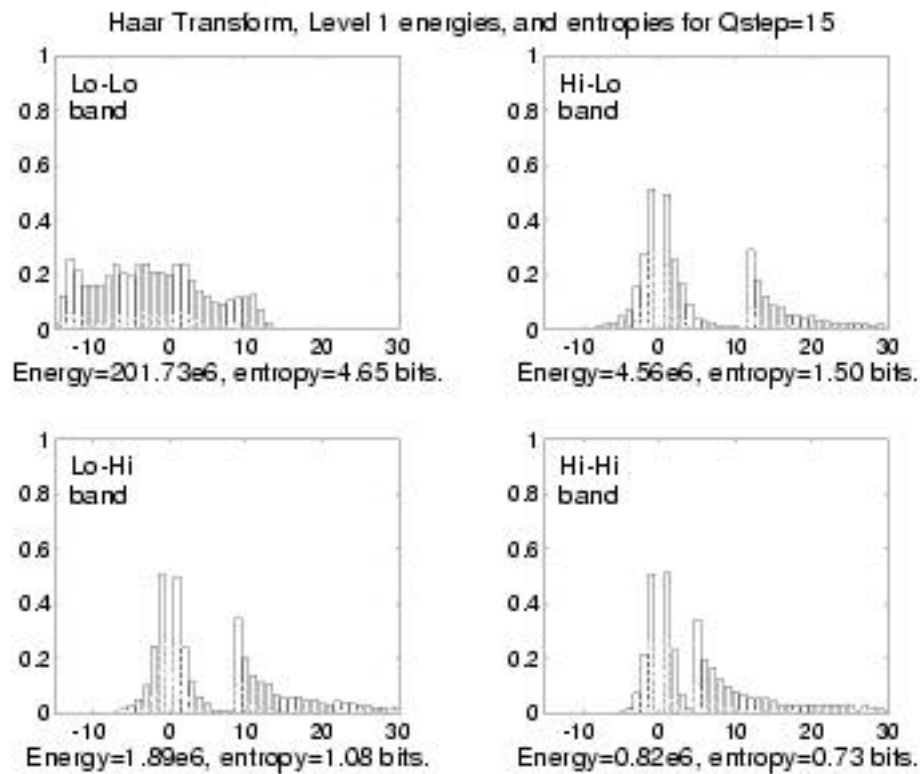 Haar Transform, Level 1 energies, and entropies for Qstep=15
1
0.8
0.6
0.4
0.2
0
Lo-Lo
band
-10 0 10 20 30
Energy=201.73e6, entropy=4.65 bits.
1
0.8
0.6
0.4
0.2
0
Hi-Lo
band
-10 0 10 20 30
Energy=4.56e6, entropy=1.50 bits.
1
0.8
0.6
0.4
0.2
0
Lo-Hi
band
-10 0 10 20 30
Energy=1.89e6, entropy=1.08 bits.
1
0.8
0.6
0.4
0.2
0
Hi-Hi
band
-10 0 10 20 30
Energy=0.82e6, entropy=0.73 bits.